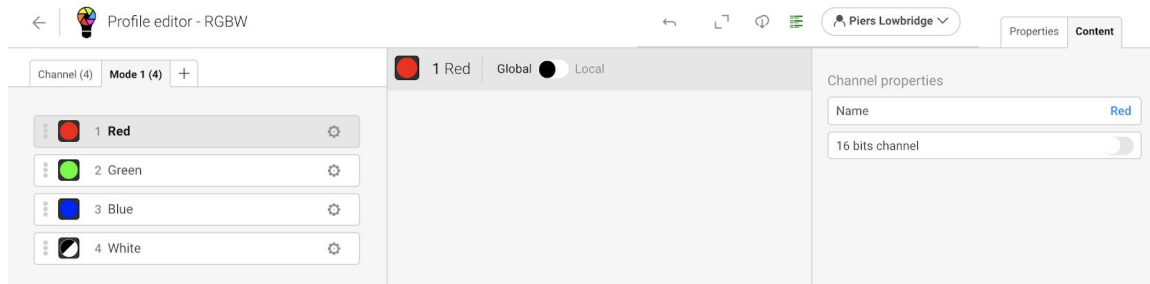 Profile editor - RGBW
Piers Lowbridge
Properties
Content
Channel (4)
Mode 1 (4)
+
1 Red
2 Green
3 Blue
4 White
1 Red
Global
Local
Channel properties
Name
Red
16 bits channel